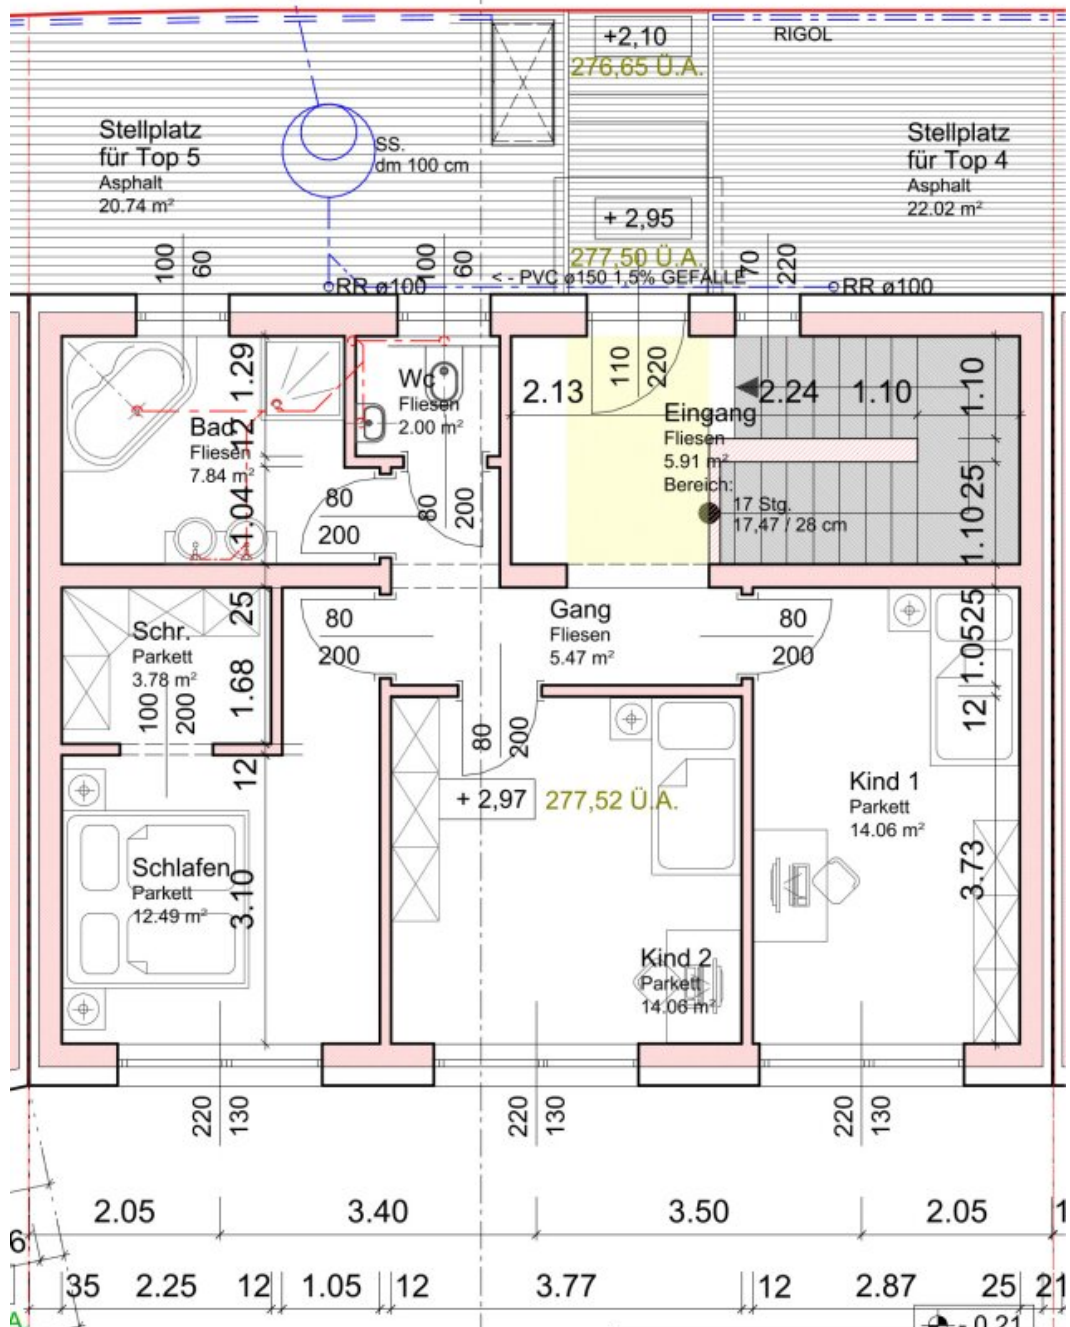 +2,10
276,65 Ü.A.
RIGOL
Stellplatz
für Top 5
Asphalt
20.74 m²
SS.
dm 100 cm
Stellplatz
für Top 4
Asphalt
22.02 m²
+ 2,95
277,50 Ü.A.
100
60
100
60
70
220
< - PVC ø150 1,5% GEFÄLLE
RR ø100
RR ø100
1.29
12
1.04
Bad
Fliesen
7.84 m²
Wc
Fliesen
2.00 m²
2.13
110
220
2.24
1.10
1.10
Eingang
Fliesen
5.91 m²
Bereich:
17 Stg.
17,47 / 28 cm
25
1.10
80
200
80
200
25
Schr.
Parkett
3.78 m²
1.68
100
200
80
200
Gang
Fliesen
5.47 m²
80
200
25
1.05
12
80
200
12
+ 2,97
277,52 Ü.A.
Kind 1
Parkett
14.06 m²
Schlafen
Parkett
12.49 m²
3.10
3.73
Kind 2
Parkett
14.06 m²
220
130
220
130
220
130
2.05
3.40
3.50
2.05
1
6
35
2.25
12
1.05
12
3.77
12
2.87
25
21
A
- 0,21